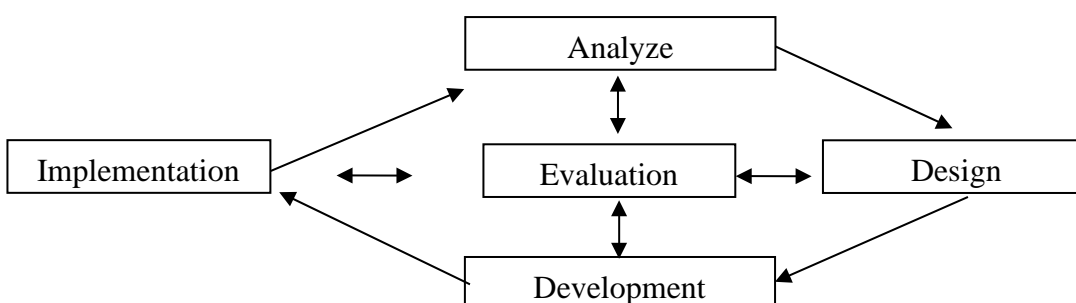 Analyze
Implementation
Evaluation
Design
Development